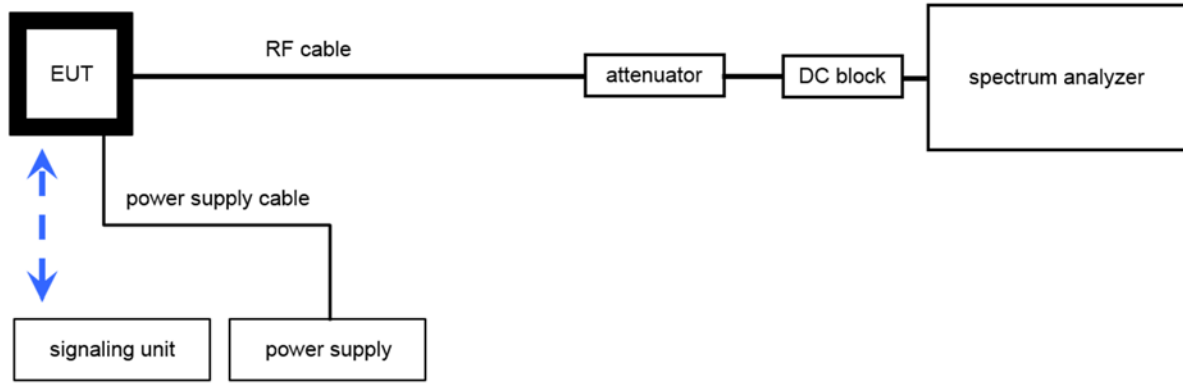 EUT
RF cable
attenuator
DC block
spectrum analyzer
power supply cable
signaling unit
power supply